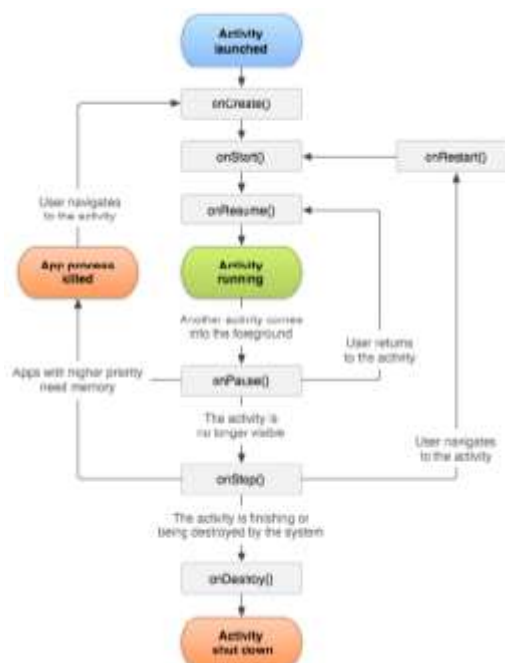 Activity
launched
onCreate()
onStart()
onRestart()
User navigates
to the activity
onResume()
App process
killed
Activity
running
Another activity comes
into the foreground
User returns
to the activity
Apps with higher priority
need memory
onPause()
The activity is
no longer visible
User navigates
to the activity
onStop()
The activity is finishing or
being destroyed by the system
onDestroy()
Activity
shut down